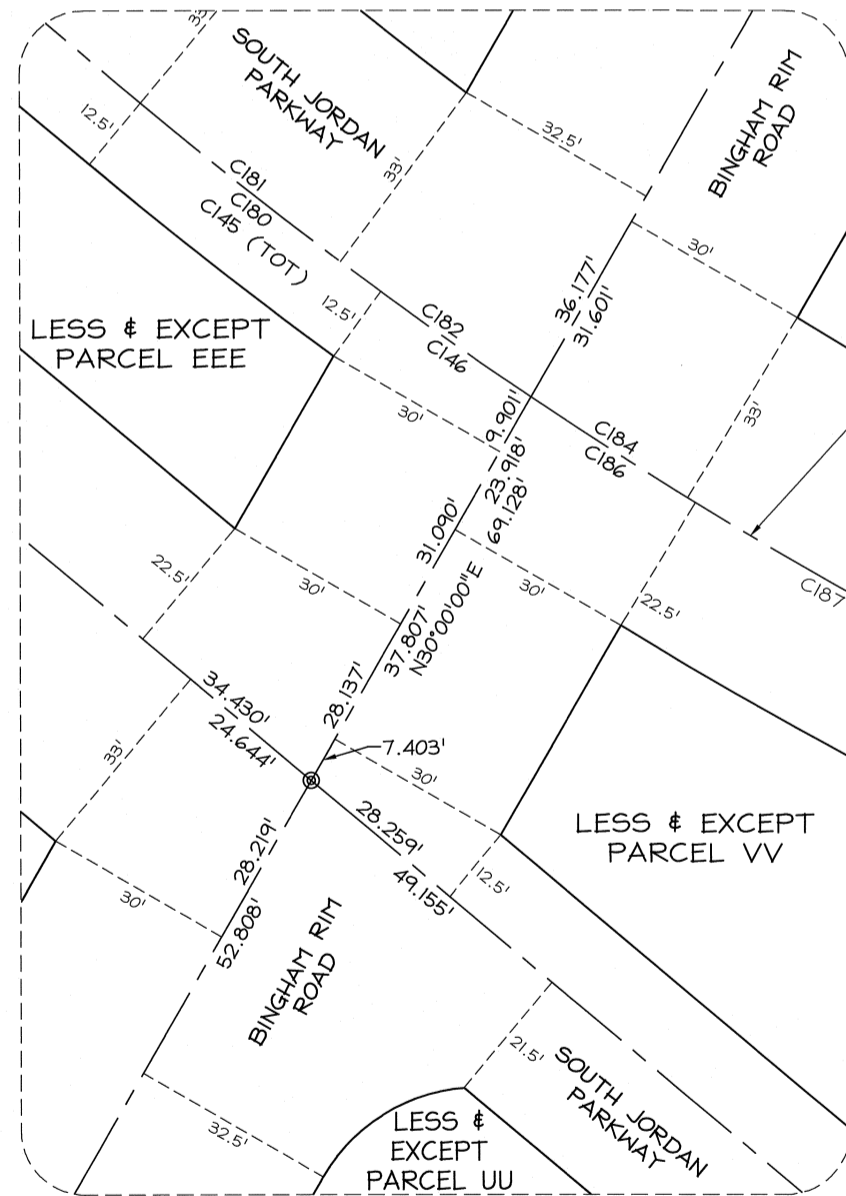 33'
SOUTH JORDAN
PARKWAY
12.5'
33'
32.5'
BINGHAM RIM
ROAD
C181
C180
C145 (TOT)
30'
12.5'
36.177'
31.601'
C182
C146
LESS & EXCEPT
PARCEL EEE
30'
9.901'
23.918'
69.128'
C184
C186
33'
31.090'
22.5'
30'
30'
22.5'
C187
37.807'
N30°00'00"E
28.137'
34.430'
24.644'
7.403'
33'
30'
28.259'
49.155'
12.5'
LESS & EXCEPT
PARCEL VV
28.219'
52.808'
30'
BINGHAM RIM
ROAD
21.5'
SOUTH JORDAN
PARKWAY
32.5'
LESS &
EXCEPT
PARCEL UU